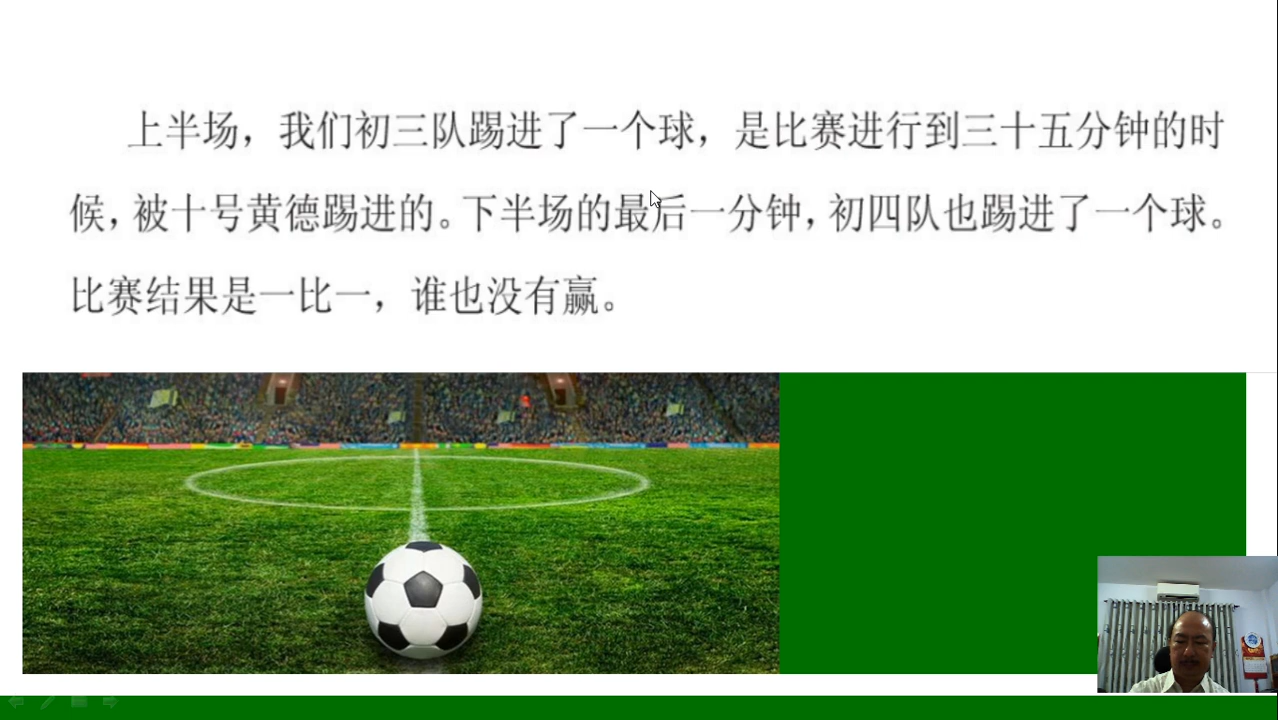 上半场，我们初三队踢进了一个球，是比赛进行到三十五分钟的时
候，被十号黄德踢进的。下半场的最后一分钟，初四队也踢进了一个球。
比赛结果是一比一，谁也没有赢。